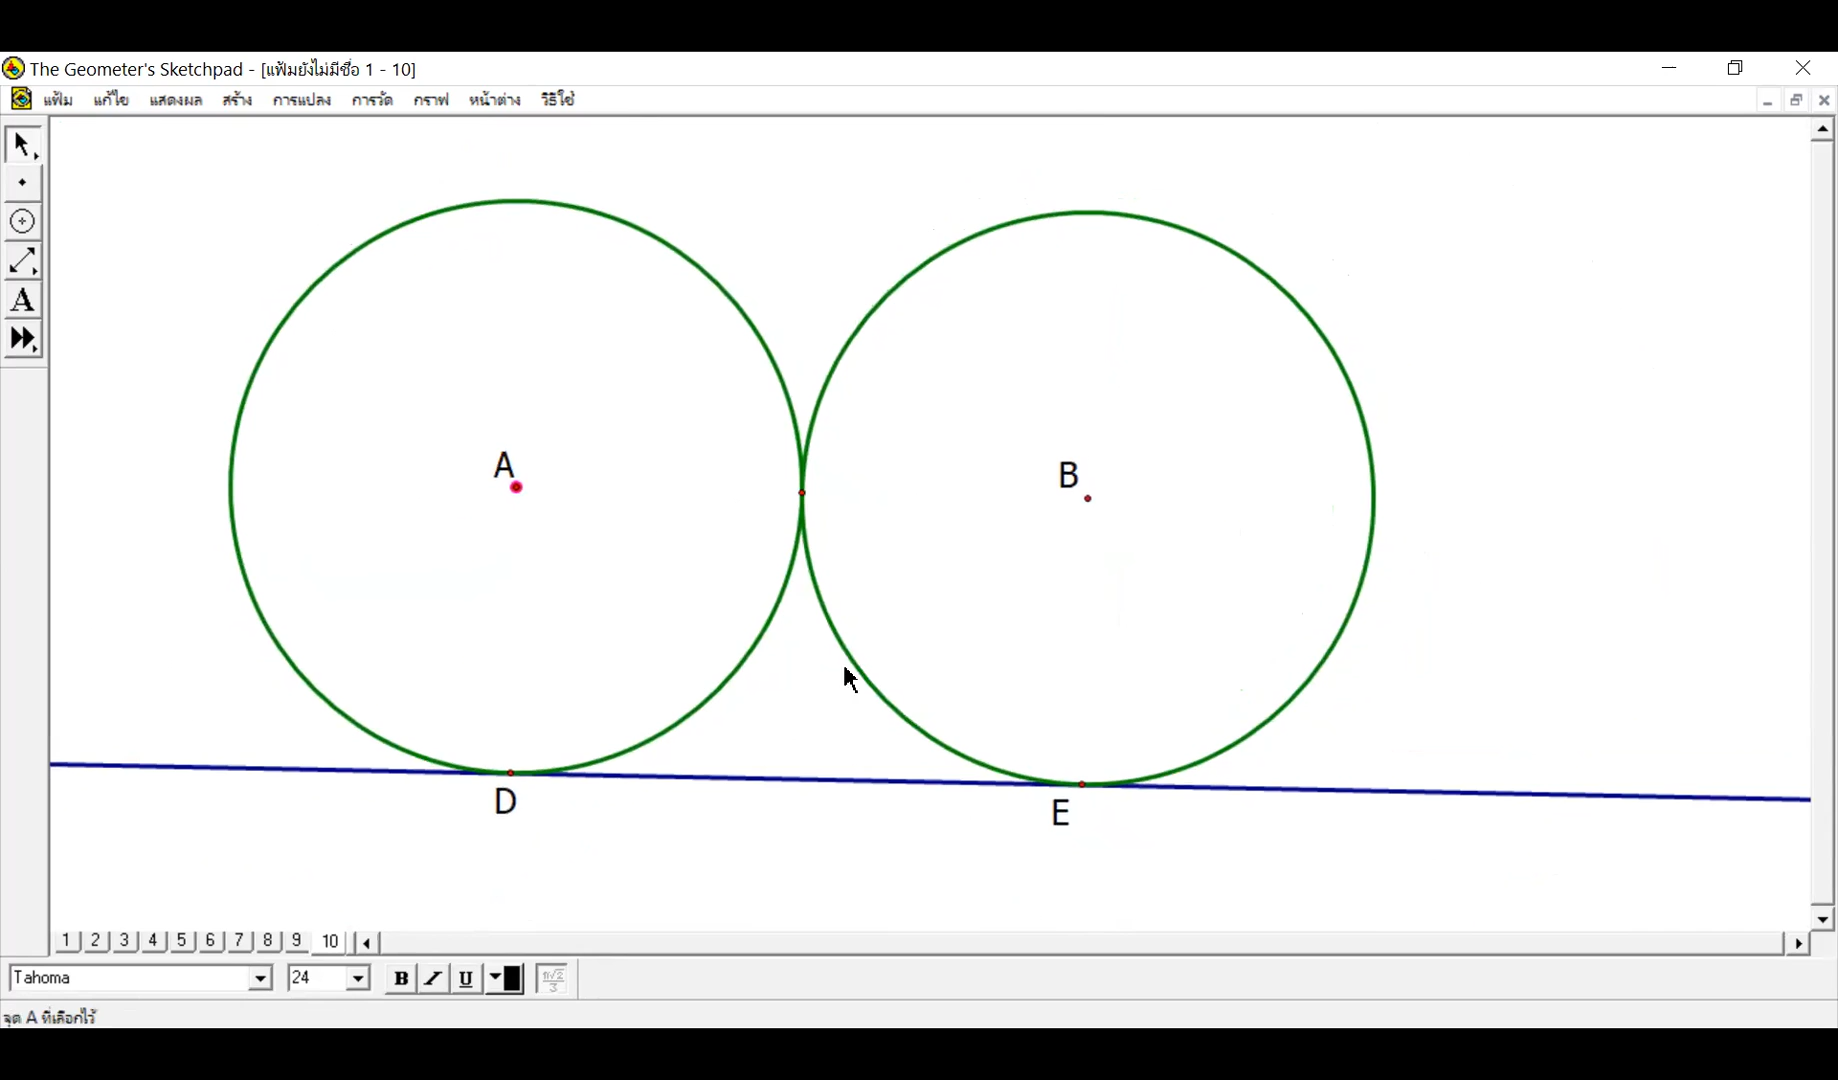 The Geometer's Sketchpad - [แฟ้มยังไม่มีชื่อ 1 - 10]
แฟ้ม แก้ไข แสดงผล สร้าง การแปลง การวัด กราฟ หน้าต่าง วิธีใช้
A
A
B
D
E
1 2 3 4 5 6 7 8 9 10
Tahoma 24 B I U
จุด A ที่เลือกไว้